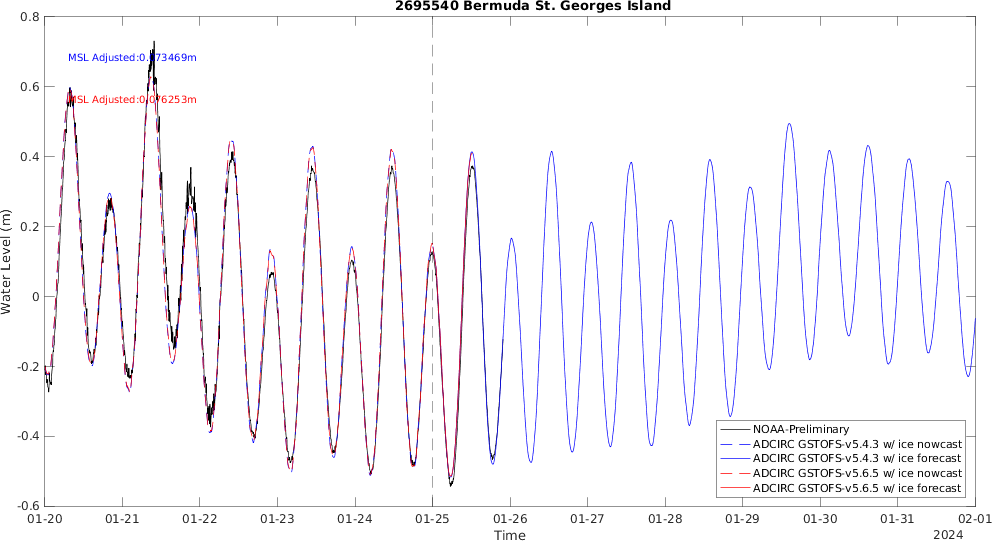 2695540 Bermuda St. Georges Island
0.8
0.6
0.4
0.2
0
-0.2
-0.4
-0.6
Water Level (m)
MSL Adjusted:0.073469m
MSL Adjusted:0.076253m
NOAA-Preliminary
ADCIRC GSTOFS-v5.4.3 w/ ice nowcast
ADCIRC GSTOFS-v5.4.3 w/ ice forecast
ADCIRC GSTOFS-v5.6.5 w/ ice nowcast
ADCIRC GSTOFS-v5.6.5 w/ ice forecast
01-20 01-21 01-22 01-23 01-24 01-25 01-26 01-27 01-28 01-29 01-30 01-31 02-01
Time
2024